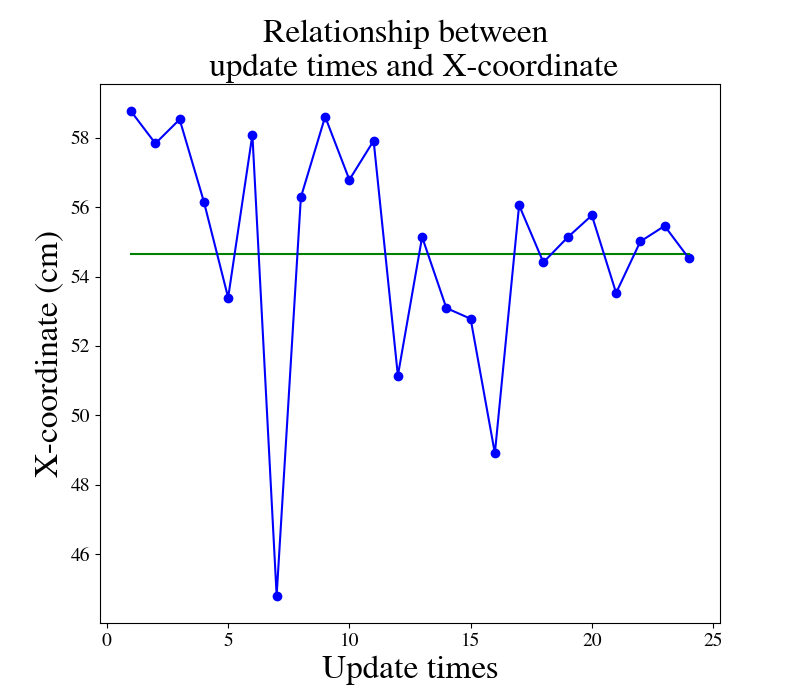 Relationship between
update times and X-coordinate
X-coordinate (cm)
58
56
54
52
50
48
46
0 5 10 15 20 25
Update times